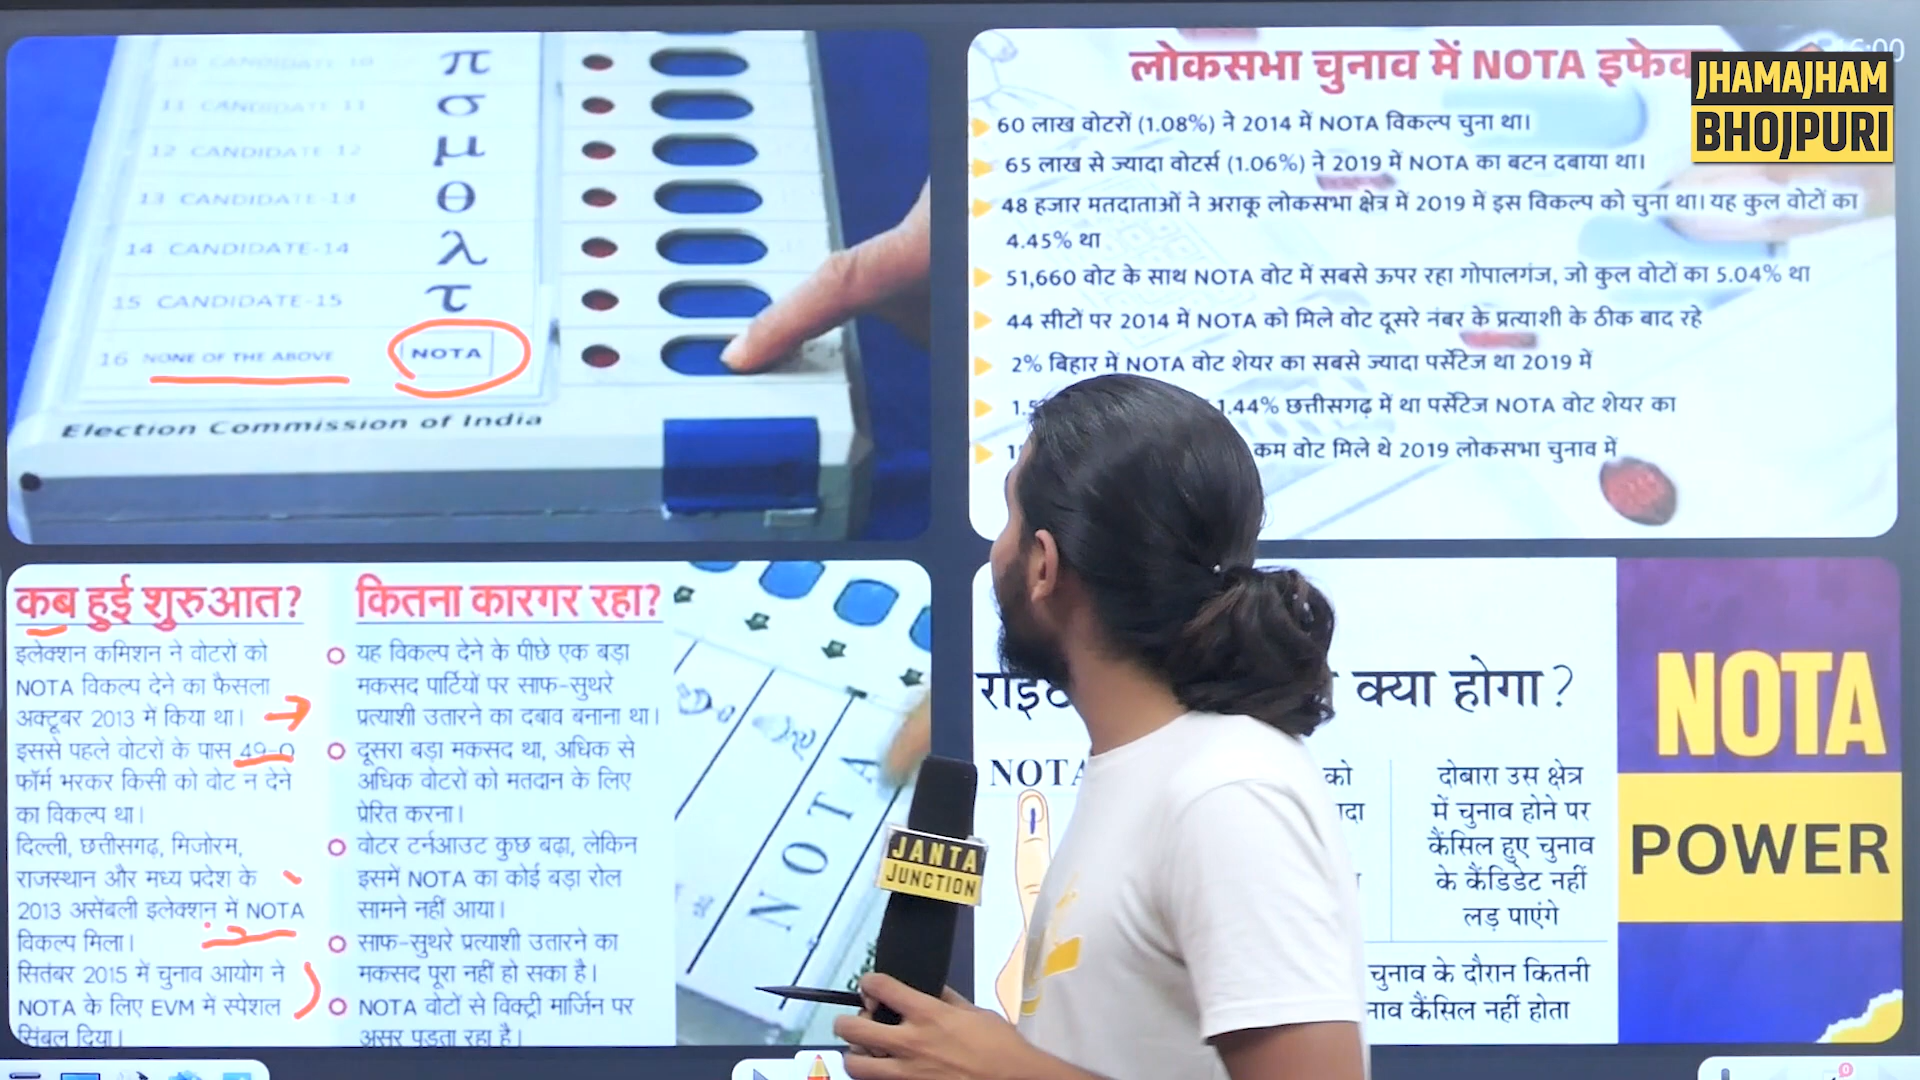 10 CANDIDATE-10 π
11 CANDIDATE-11 σ
12 CANDIDATE-12 μ
13 CANDIDATE-13 θ
14 CANDIDATE-14 λ
15 CANDIDATE-15 τ
16 NONE OF THE ABOVE NOTA
Election Commission of India
लोकसभा चुनाव में NOTA
JHAMAJHAM
BHOJPURI
60 लाख वोटरों (1.08%) ने 2014 में NOTA विकल्प चुना था।
65 लाख से ज्यादा वोटर्स (1.06%) ने 2019 में NOTA का बटन दबाया था।
48 हजार मतदाताओं ने अराकू लोकसभा क्षेत्र में 2019 में इस विकल्प को चुना था। यह कुल वोटों का
4.45% था
51,660 वोट के साथ NOTA वोट में सबसे ऊपर रहा गोपालगंज, जो कुल वोटों का 5.04% था
44 सीटों पर 2014 में NOTA को मिले वोट दूसरे नंबर के प्रत्याशी के ठीक बाद रहे
2% बिहार में NOTA वोट शेयर का सबसे ज्यादा पर्सेंटेज था 2019 में
1.44% छत्तीसगढ़ में था पर्सेंटेज NOTA वोट शेयर का
कम वोट मिले थे 2019 लोकसभा चुनाव में
कब हुई शुरुआत?
इलेक्शन कमिशन ने वोटरों को
NOTA विकल्प देने का फैसला
अक्टूबर 2013 में किया था।
इससे पहले वोटरों के पास 49-O
फॉर्म भरकर किसी को वोट न देने
का विकल्प था।
दिल्ली, छत्तीसगढ़, मिजोरम,
राजस्थान और मध्य प्रदेश के
2013 असेंबली इलेक्शन में NOTA
विकल्प मिला।
सितंबर 2015 में चुनाव आयोग ने
NOTA के लिए EVM में स्पेशल
सिंबल दिया।
कितना कारगर रहा?
यह विकल्प देने के पीछे एक बड़ा
मकसद पार्टियों पर साफ-सुथरे
प्रत्याशी उतारने का दबाव बनाना था।
दूसरा बड़ा मकसद था, अधिक से
अधिक वोटरों को मतदान के लिए
प्रेरित करना।
वोटर टर्नआउट कुछ बढ़ा, लेकिन
इसमें NOTA का कोई बड़ा रोल
सामने नहीं आया।
साफ-सुथरे प्रत्याशी उतारने का
मकसद पूरा नहीं हो सका है।
NOTA वोटों से विक्ट्री मार्जिन पर
असर पड़ता रहा है।
NOTA
JANTA
JUNCTION
क्या होगा?
NOTA
को
दोबारा उस क्षेत्र
में चुनाव होने पर
कैंसिल हुए चुनाव
के कैंडिडेट नहीं
लड़ पाएंगे
चुनाव के दौरान कितनी
कैंसिल नहीं होता
NOTA
POWER